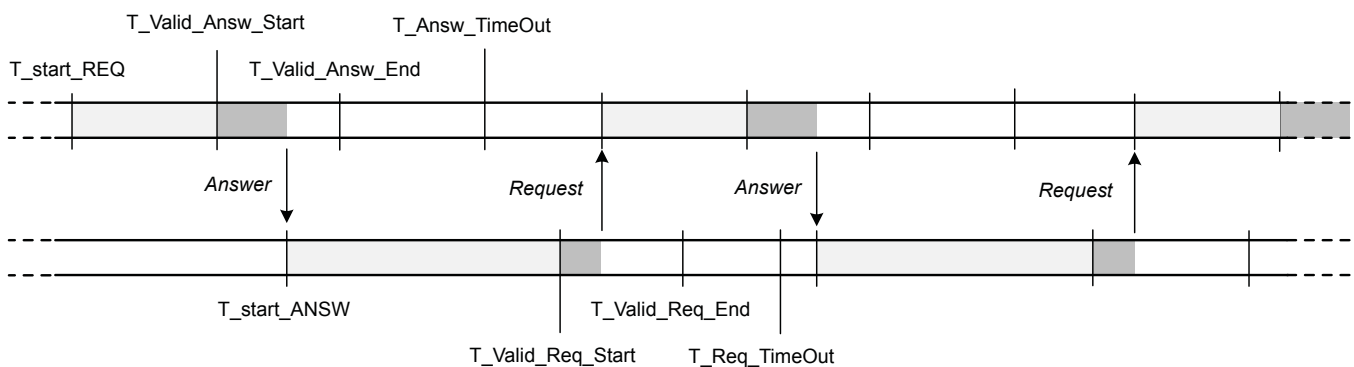 T_Valid_Answ_Start
T_Answ_TimeOut
T_start_REQ
T_Valid_Answ_End
Answer
Request
Answer
Request
T_start_ANSW
T_Valid_Req_End
T_Valid_Req_Start
T_Req_TimeOut